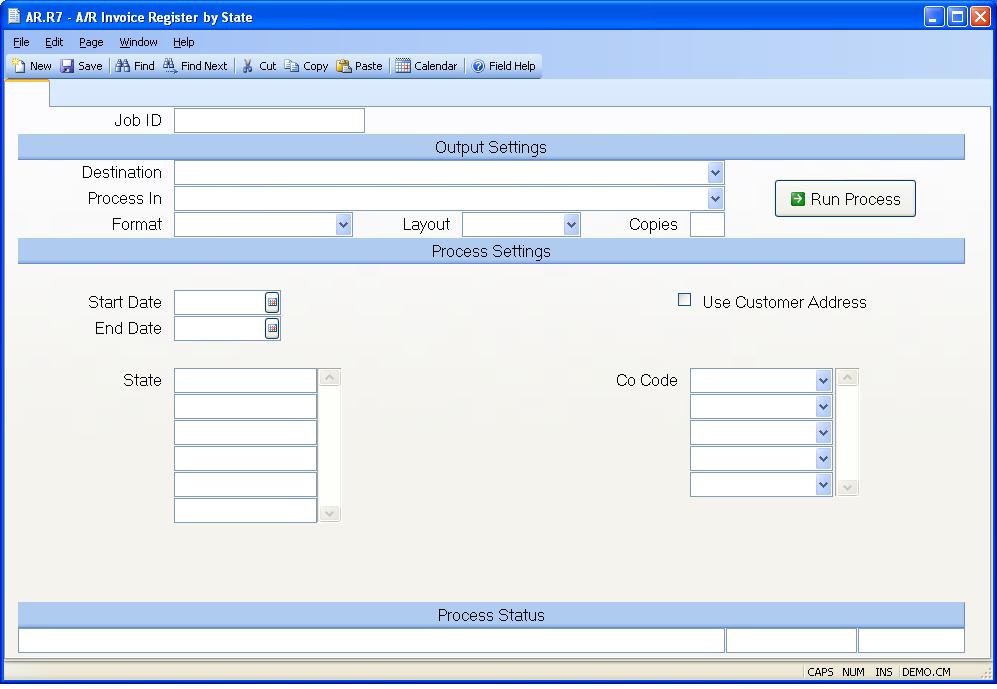 AR.R7 - A/R Invoice Register by State
File Edit Page Window Help
New Save Find Find Next Cut Copy Paste Calendar Field Help
Job ID
Output Settings
Destination
Process In
Run Process
Format Layout Copies
Process Settings
Start Date
Use Customer Address
End Date
State Co Code
Process Status
CAPS NUM INS DEMO.CM